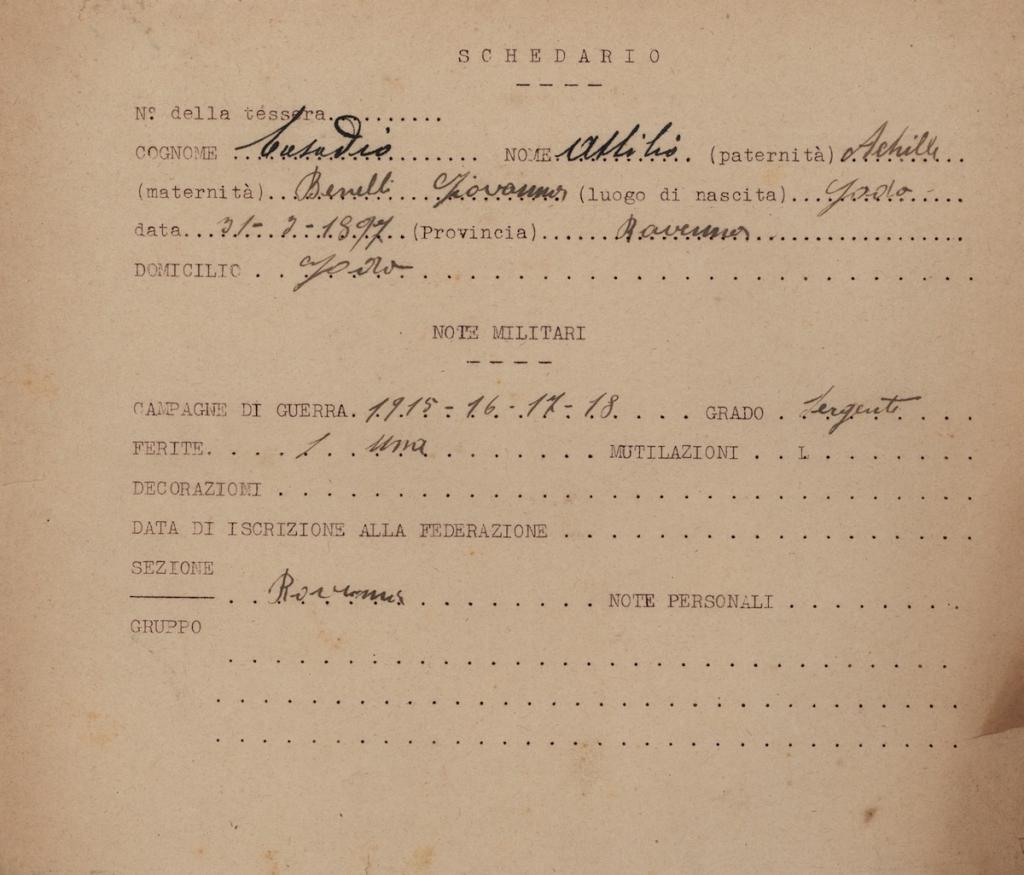 SCHEDARIO
----
Nº della tessera.........
COGNOME ..Casadio........ NOME Attilio. (paternità) Achille..
(maternità)...Benelli...Giovanna (luogo di nascita)...Godo.......
data...31-.3-.1897..(Provincia)......Ravenna..................
DOMICILIO . . Godo . . . . . . . . . . . . . . . . . . . . . . . . .
NOTE MILITARI
----
CAMPAGNE DI GUERRA. 1915-16-17-18. . . . GRADO . Sergente . . .
FERITE. . . . 1. Una . . . . . . . . MUTILAZIONI . . L . . . . . . .
DECORAZIONI . . . . . . . . . . . . . . . . . . . . . . . . . . . . . .
DATA DI ISCRIZIONE ALLA FEDERAZIONE . . . . . . . . . . . . . . . . . .
SEZIONE
. . Ravenna . . . . . . . . NOTE PERSONALI . . . . . . . .
GRUPPO